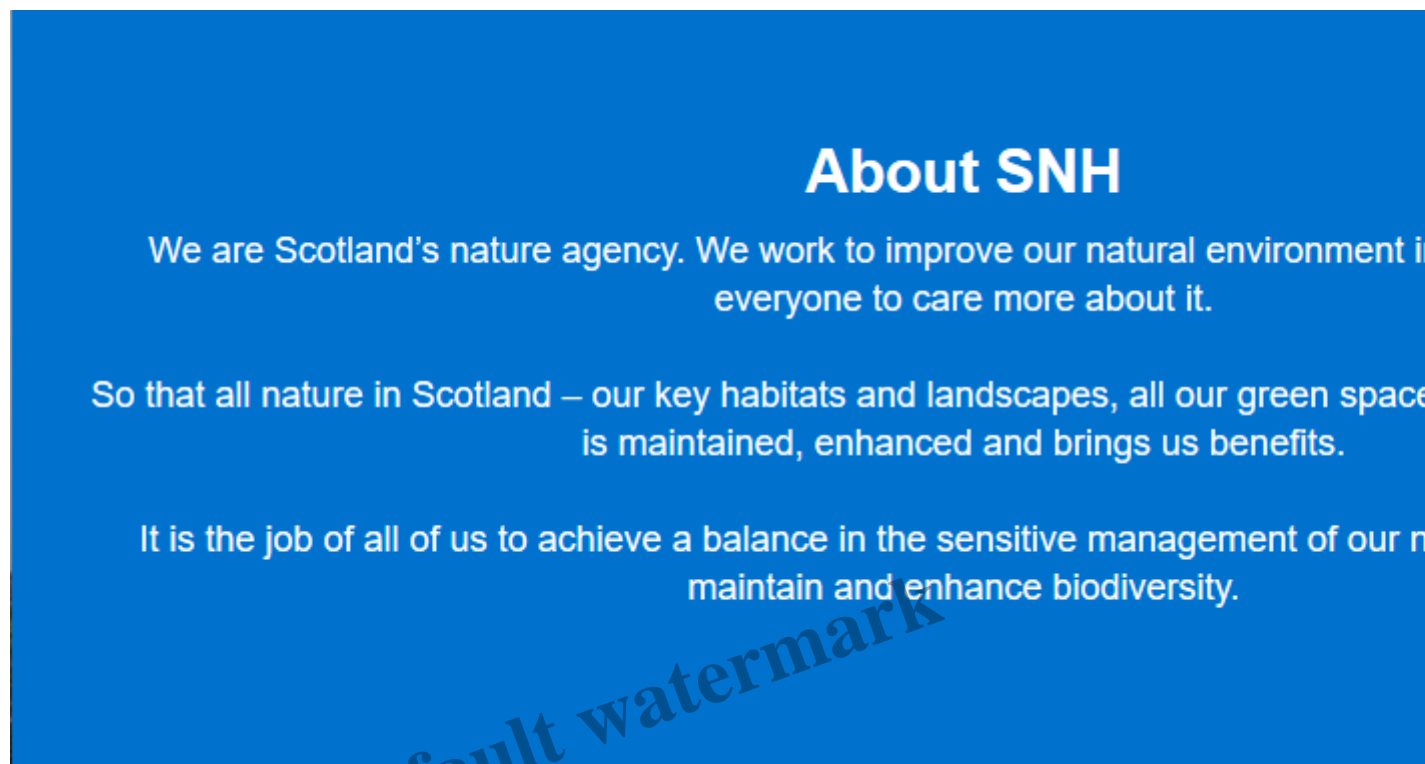 About SNH
We are Scotland’s nature agency. We work to improve our natural environment
everyone to care more about it.
So that all nature in Scotland – our key habitats and landscapes, all our green
is maintained, enhanced and brings us benefits.
It is the job of all of us to achieve a balance in the sensitive management of our
maintain and enhance biodiversity.
watermark